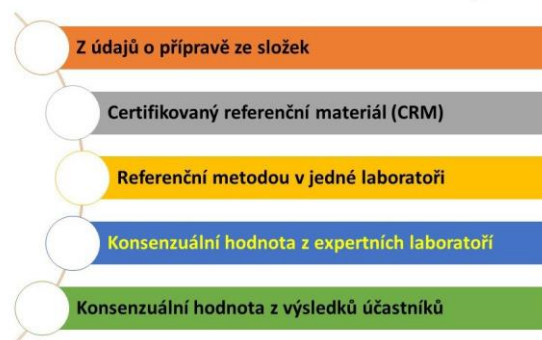 Z údajů o přípravě ze složek
Certifikovaný referenční materiál (CRM)
Referenční metodou v jedné laboratoři
Konsenzuální hodnota z expertních laboratoří
Konsenzuální hodnota z výsledků účastníků